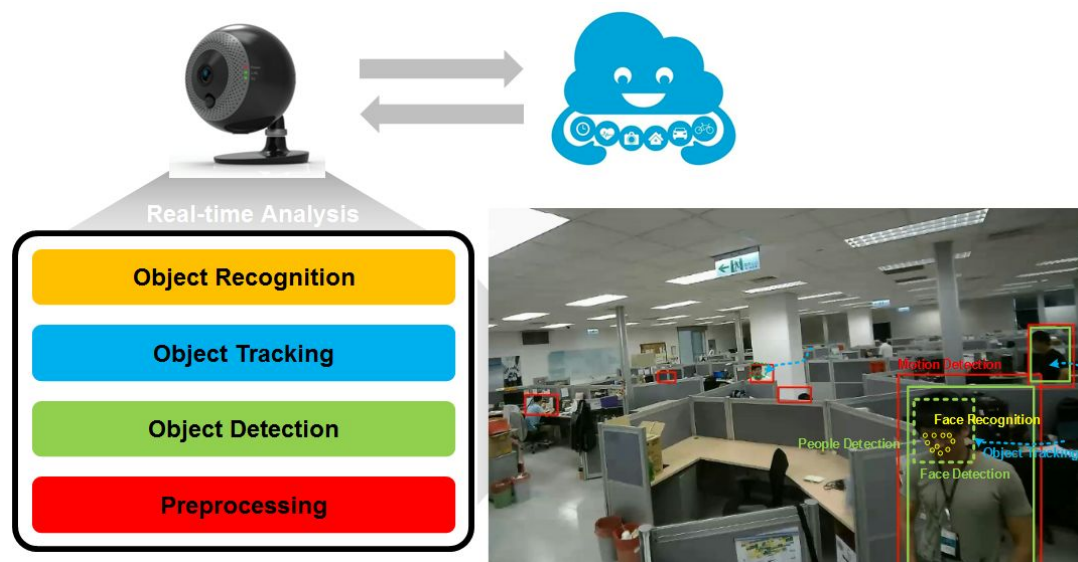 Real-time Analysis
Object Recognition
Object Tracking
Object Detection
Preprocessing
Motion Detection
Face Recognition
People Detection
Object Tracking
Face Detection